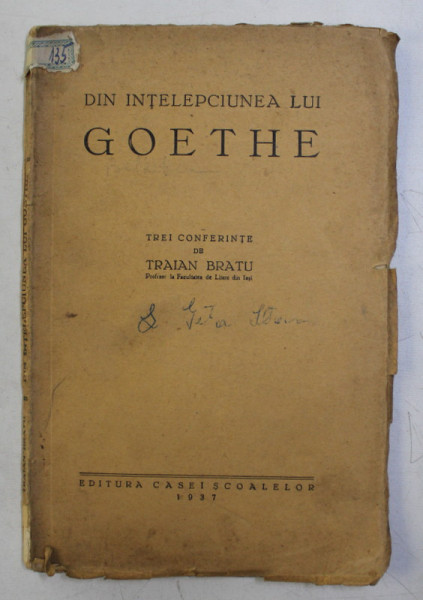 135
DIN INȚELEPCIUNEA LUI
GOETHE
TREI CONFERINȚE
DE
TRAIAN BRATU
Profesor la Facultatea de Litere din Iași
EDITURA CASEI ȘCOALELOR
1937